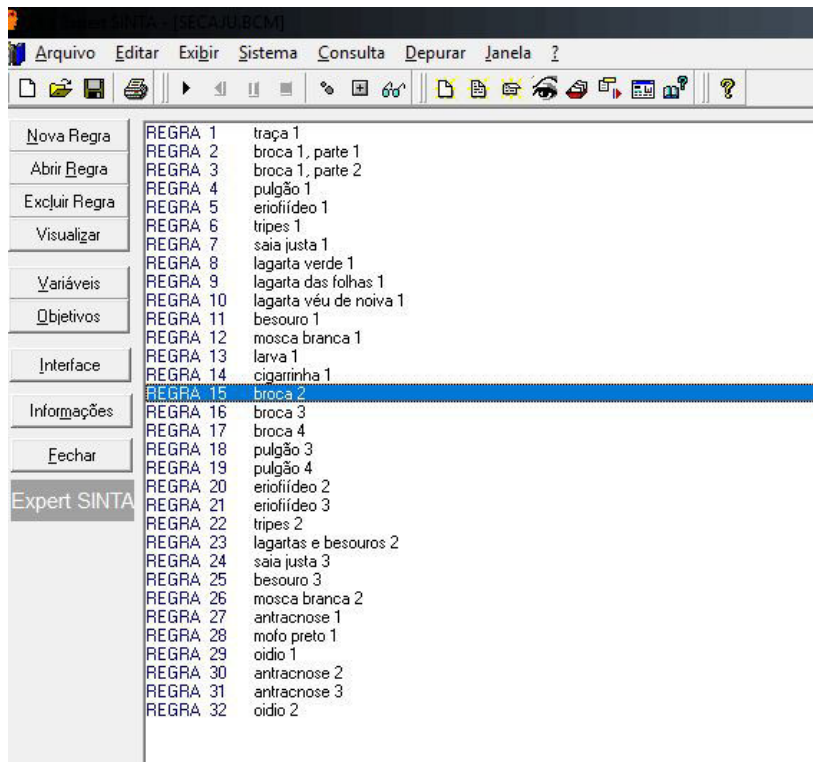 Expert SINTA - [SECAJU.BCM]
Arquivo Editar Exibir Sistema Consulta Depurar Janela ?
Nova Regra
Abrir Regra
Excluir Regra
Visualizar
Variáveis
Objetivos
Interface
Informações
Fechar
Expert SINTA
REGRA 1 traça 1
REGRA 2 broca 1, parte 1
REGRA 3 broca 1, parte 2
REGRA 4 pulgão 1
REGRA 5 eriofiídeo 1
REGRA 6 tripes 1
REGRA 7 saia justa 1
REGRA 8 lagarta verde 1
REGRA 9 lagarta das folhas 1
REGRA 10 lagarta véu de noiva 1
REGRA 11 besouro 1
REGRA 12 mosca branca 1
REGRA 13 larva 1
REGRA 14 cigarrinha 1
REGRA 15 broca 2
REGRA 16 broca 3
REGRA 17 broca 4
REGRA 18 pulgão 3
REGRA 19 pulgão 4
REGRA 20 eriofiídeo 2
REGRA 21 eriofiídeo 3
REGRA 22 tripes 2
REGRA 23 lagartas e besouros 2
REGRA 24 saia justa 3
REGRA 25 besouro 3
REGRA 26 mosca branca 2
REGRA 27 antracnose 1
REGRA 28 mofo preto 1
REGRA 29 oidio 1
REGRA 30 antracnose 2
REGRA 31 antracnose 3
REGRA 32 oidio 2